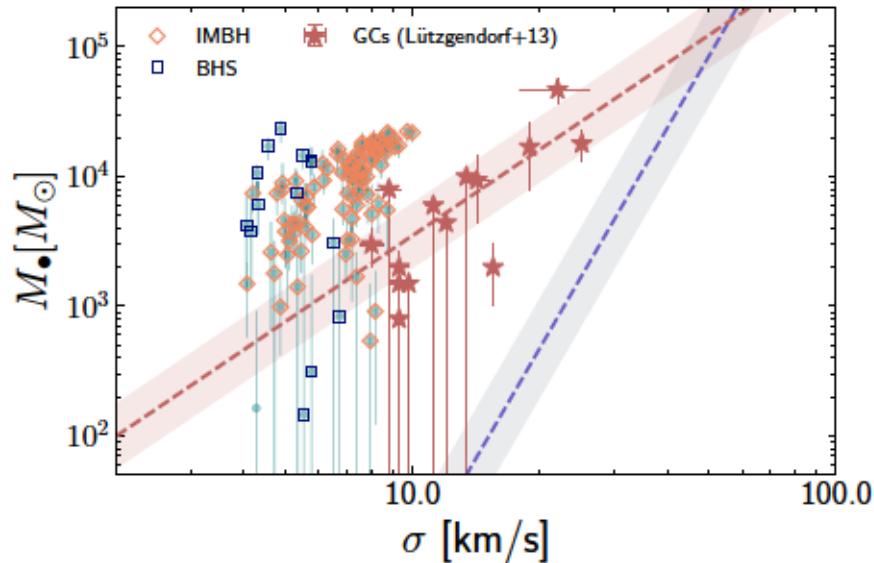 IMBH
BHS
GCs (Lützgendorf+13)
10⁵
10⁴
10³
10²
M●[M⊙]
10.0
100.0
σ [km/s]